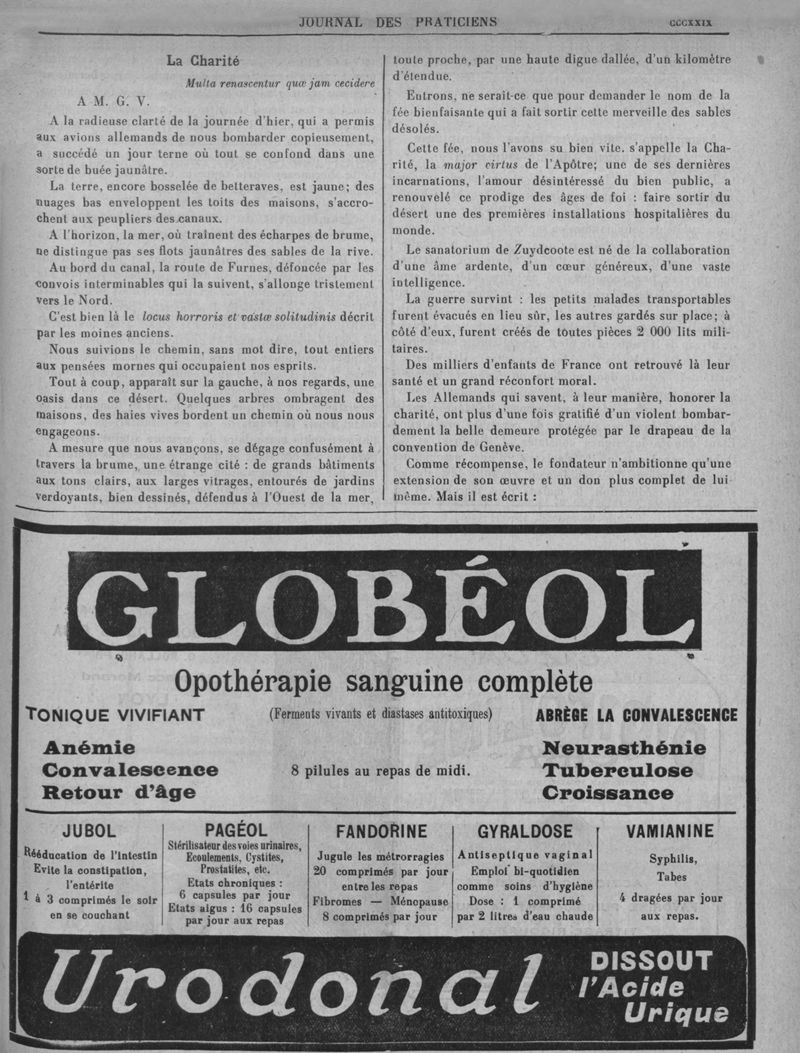 JOURNAL DES PRATICIENS
CCCXXIX
La Charité
Multa renascentur quæ jam cecidere
A M. G. V.
A la radieuse clarté de la journée d'hier, qui a permis
aux avions allemands de nous bombarder copieusement,
a succédé un jour terne où tout se confond dans une
sorte de buée jaunâtre.
La terre, encore bosselée de betteraves, est jaune; des
nuages bas enveloppent les toits des maisons, s'accro-
chent aux peupliers des canaux.
A l'horizon, la mer, où traînent des écharpes de brume,
ne distingue pas ses flots jaunâtres des sables de la rive.
Au bord du canal, la route de Furnes, défoncée par les
convois interminables qui la suivent, s'allonge tristement
vers le Nord.
C'est bien là le locus horroris et vastæ solitudinis décrit
par les moines anciens.
Nous suivions le chemin, sans mot dire, tout entiers
aux pensées mornes qui occupaient nos esprits.
Tout à coup, apparaît sur la gauche, à nos regards, une
oasis dans ce désert. Quelques arbres ombragent des
maisons, des haies vives bordent un chemin où nous nous
engageons.
A mesure que nous avançons, se dégage confusément à
travers la brume, une étrange cité : de grands bâtiments
aux tons clairs, aux larges vitrages, entourés de jardins
verdoyants, bien dessinés, défendus à l'Ouest de la mer,
toute proche, par une haute digue dallée, d'un kilomètre
d'étendue.
Entrons, ne serait-ce que pour demander le nom de la
fée bienfaisante qui a fait sortir cette merveille des sables
désolés.
Cette fée, nous l'avons su bien vite. s'appelle la Cha-
rité, la major virtus de l'Apôtre; une de ses dernières
incarnations, l'amour désintéressé du bien public, a
renouvelé ce prodige des âges de foi : faire sortir du
désert une des premières installations hospitalières du
monde.
Le sanatorium de Zuydcoote est né de la collaboration
d'une âme ardente, d'un cœur généreux, d'une vaste
intelligence.
La guerre survint : les petits malades transportables
furent évacués en lieu sûr, les autres gardés sur place; à
côté d'eux, furent créés de toutes pièces 2 000 lits mili-
taires.
Des milliers d'enfants de France ont retrouvé là leur
santé et un grand réconfort moral.
Les Allemands qui savent, à leur manière, honorer la
charité, ont plus d'une fois gratifié d'un violent bombar-
dement la belle demeure protégée par le drapeau de la
convention de Genève.
Comme récompense, le fondateur n'ambitionne qu'une
extension de son œuvre et un don plus complet de lui
même. Mais il est écrit :
GLOBÉOL
Opothérapie sanguine complète
TONIQUE VIVIFIANT
(Ferments vivants et diastases antitoxiques)
ABRÈGE LA CONVALESCENCE
Anémie
Convalescence
Retour d'âge
8 pilules au repas de midi.
Neurasthénie
Tuberculose
Croissance
JUBOL
Rééducation de l'intestin
Evite la constipation,
l'entérite
1 à 3 comprimés le soir
en se couchant
PAGÉOL
Stérilisateur des voies urinaires,
Ecoulements, Cystites,
Prostatites, etc.
Etats chroniques :
6 capsules par jour
Etats aigus : 16 capsules
par jour aux repas
FANDORINE
Jugule les métrorragies
20 comprimés par jour
entre les repas
Fibromes — Ménopause
8 comprimés par jour
GYRALDOSE
Antiseptique vaginal
Emploi bi-quotidien
comme soins d'hygiène
Dose : 1 comprimé
par 2 litres d'eau chaude
VAMIANINE
Syphilis,
Tabes
4 dragées par jour
aux repas.
Urodonal
DISSOUT
l'Acide
Urique